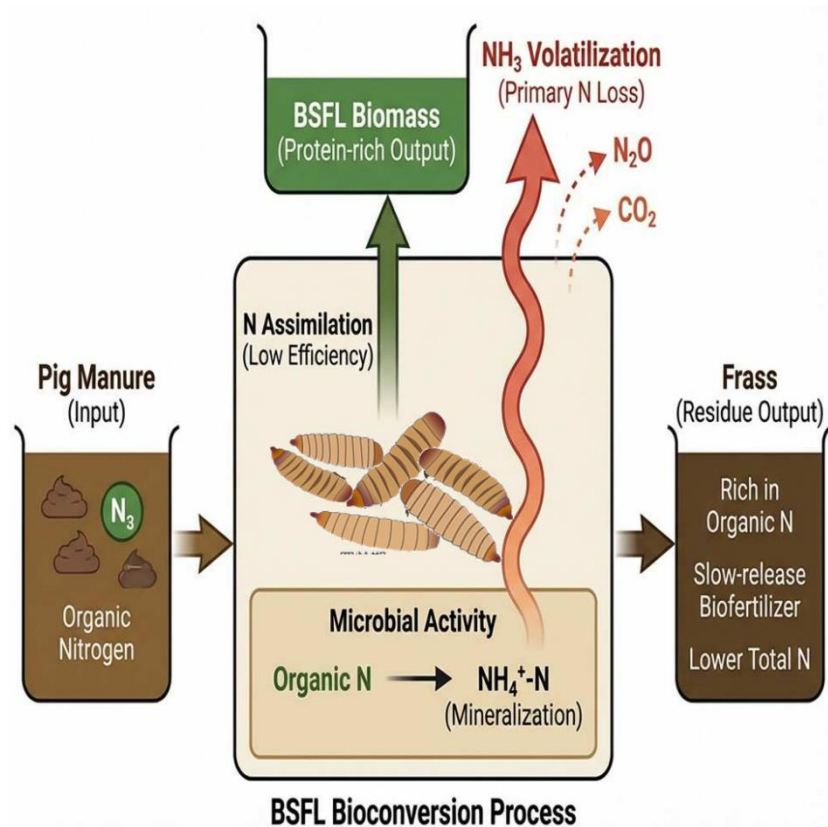 BSFL Biomass
(Protein-rich Output)
NH₃ Volatilization
(Primary N Loss)
N₂O
CO₂
N Assimilation
(Low Efficiency)
Pig Manure
(Input)
N₃
Organic
Nitrogen
Frass
(Residue Output)
Rich in
Organic N
Slow-release
Biofertilizer
Lower Total N
Microbial Activity
Organic N
NH₄⁺-N
(Mineralization)
BSFL Bioconversion Process